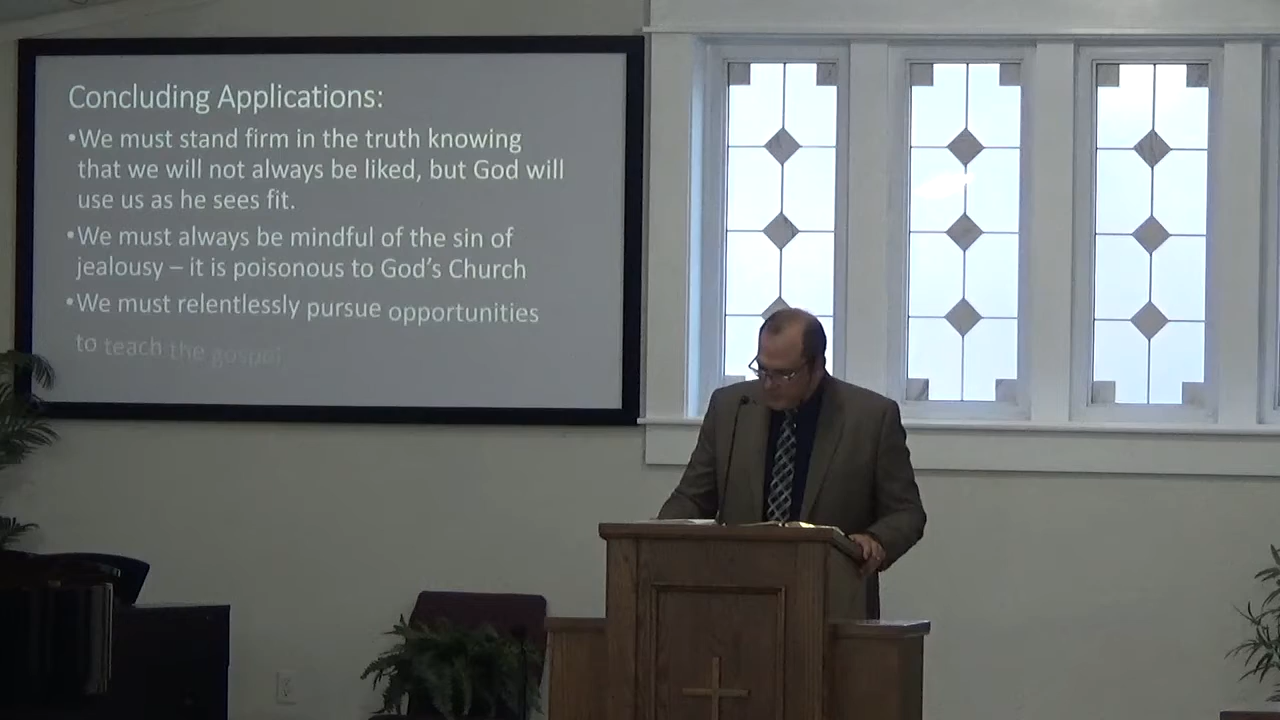 Concluding Applications:
•We must stand firm in the truth knowing
that we will not always be liked, but God will
use us as he sees fit.
•We must always be mindful of the sin of
jealousy – it is poisonous to God's Church
•We must relentlessly pursue opportunities
to teach the gospel